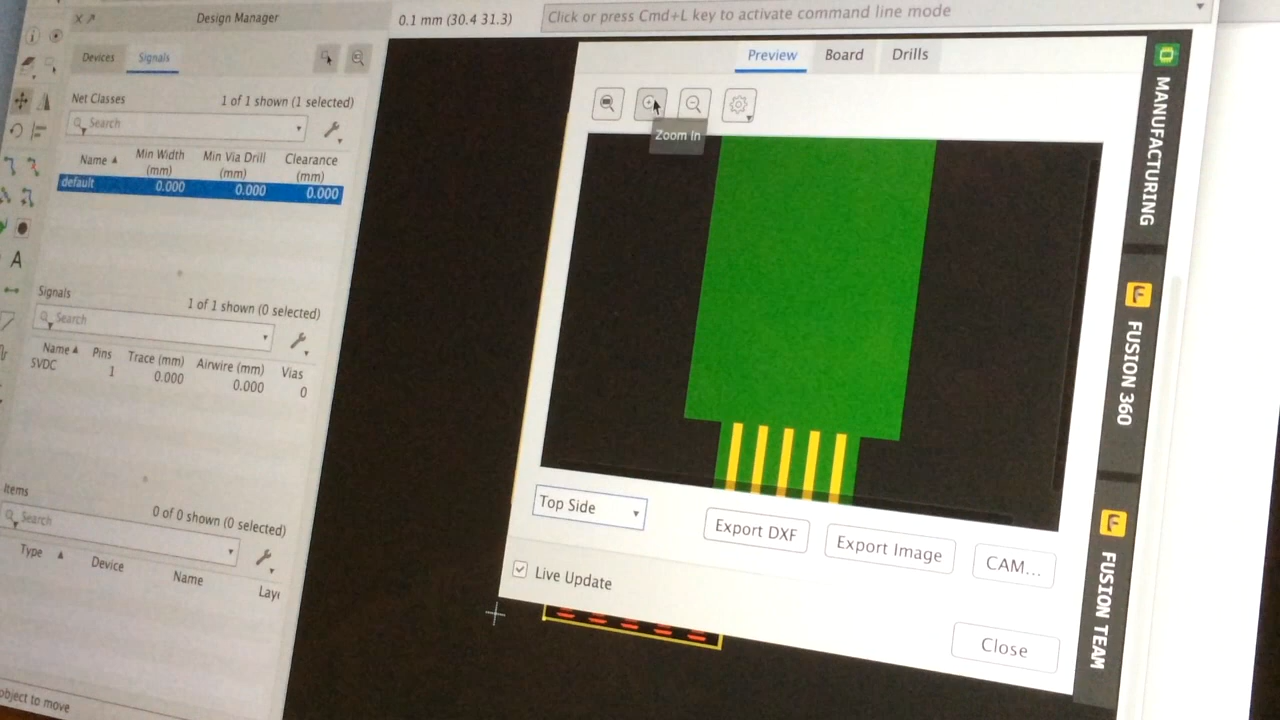 Design Manager
0.1 mm (30.4 31.3)
Click or press Cmd+L key to activate command line mode
Devices
Signals
Net Classes
1 of 1 shown (1 selected)
Search
Name
Min Width (mm)
Min Via Drill (mm)
Clearance (mm)
default 0.000 0.000 0.000
A
Signals
1 of 1 shown (0 selected)
Search
Name Pins Trace (mm) Airwire (mm) Vias
5VDC 1 0.000 0.000 0
Items
0 of 0 shown (0 selected)
Search
Type Device Name
object to move
Preview
Board
Drills
Zoom In
Top Side
Export DXF
Export Image
CAM...
Live Update
Close
MANUFACTURING
FUSION 360
FUSION TEAM